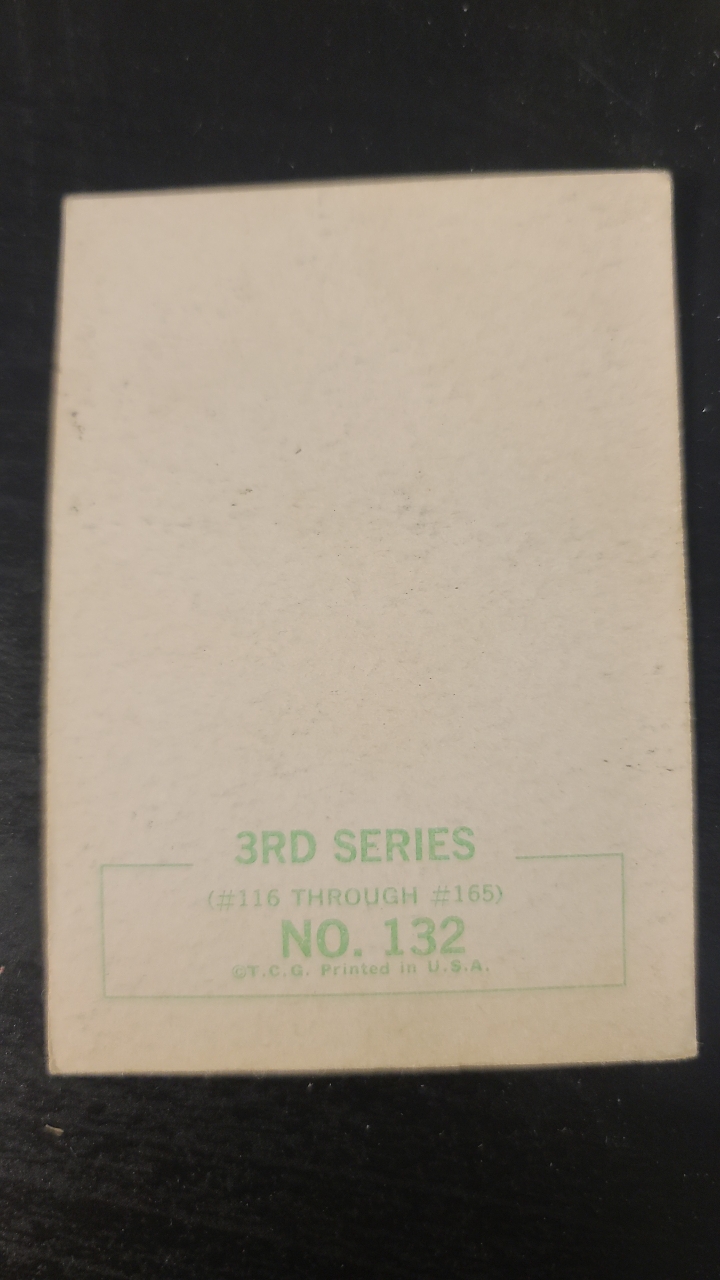 3RD SERIES
(#116 THROUGH #165)
NO. 132
©T.C.G. Printed in U.S.A.